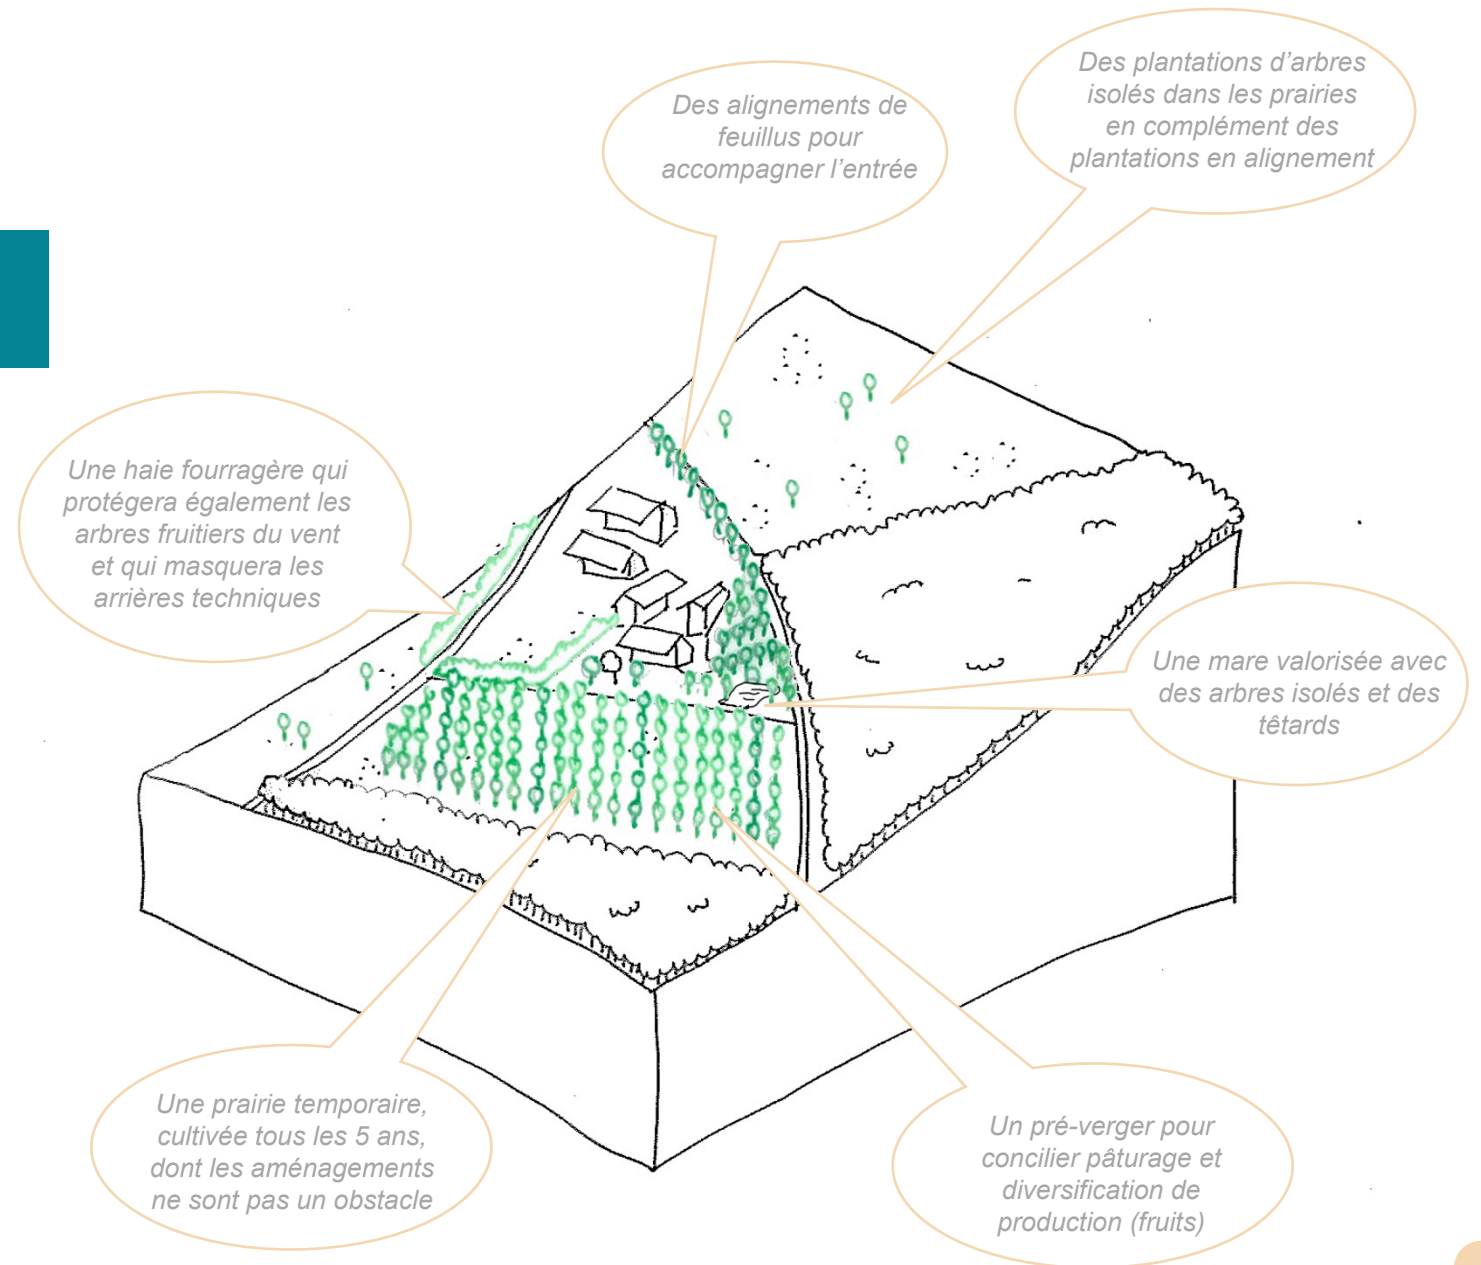 Des plantations d’arbres
isolés dans les prairies
en complément des
plantations en alignement
Des alignements de
feuillus pour
accompagner l’entrée
Une haie fourragère qui
protégera également les
arbres fruitiers du vent
et qui masquera les
arrières techniques
Une mare valorisée avec
des arbres isolés et des
têtards
Une prairie temporaire,
cultivée tous les 5 ans,
dont les aménagements
ne sont pas un obstacle
Un pré-verger pour
concilier pâturage et
diversification de
production (fruits)